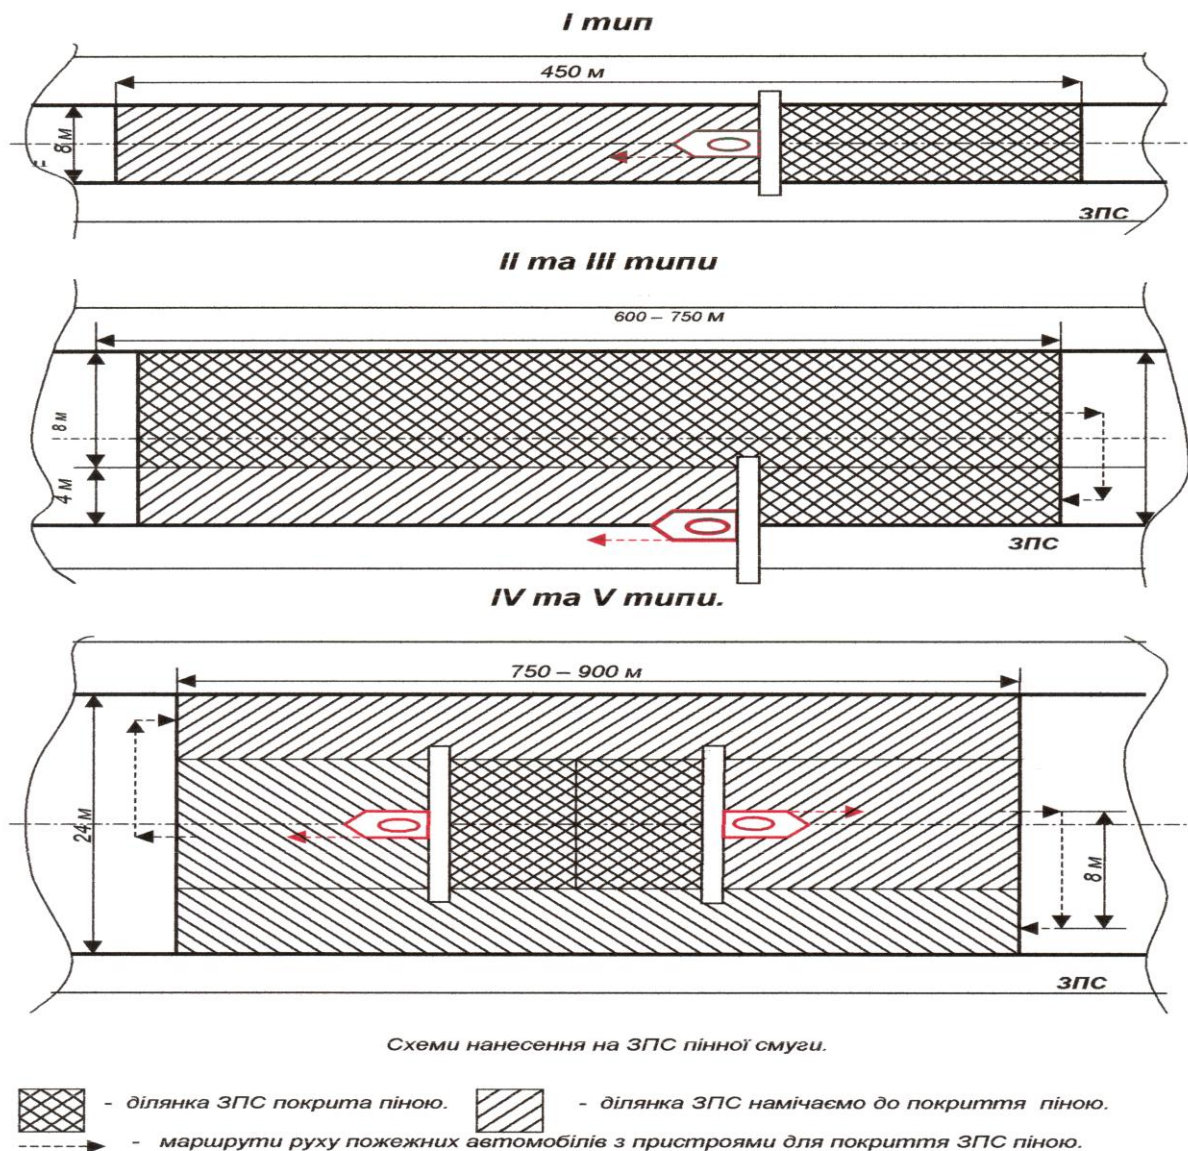 I тип
450 м
8 м
ЗПС
II та III типи
600 – 750 м
8 м
4 м
ЗПС
IV та V типи.
750 – 900 м
24 м
8 м
ЗПС
Схеми нанесення на ЗПС пінної смуги.
- ділянка ЗПС покрита піною. - ділянка ЗПС намічаємо до покриття піною.
- маршрути руху пожежних автомобілів з пристроями для покриття ЗПС піною.